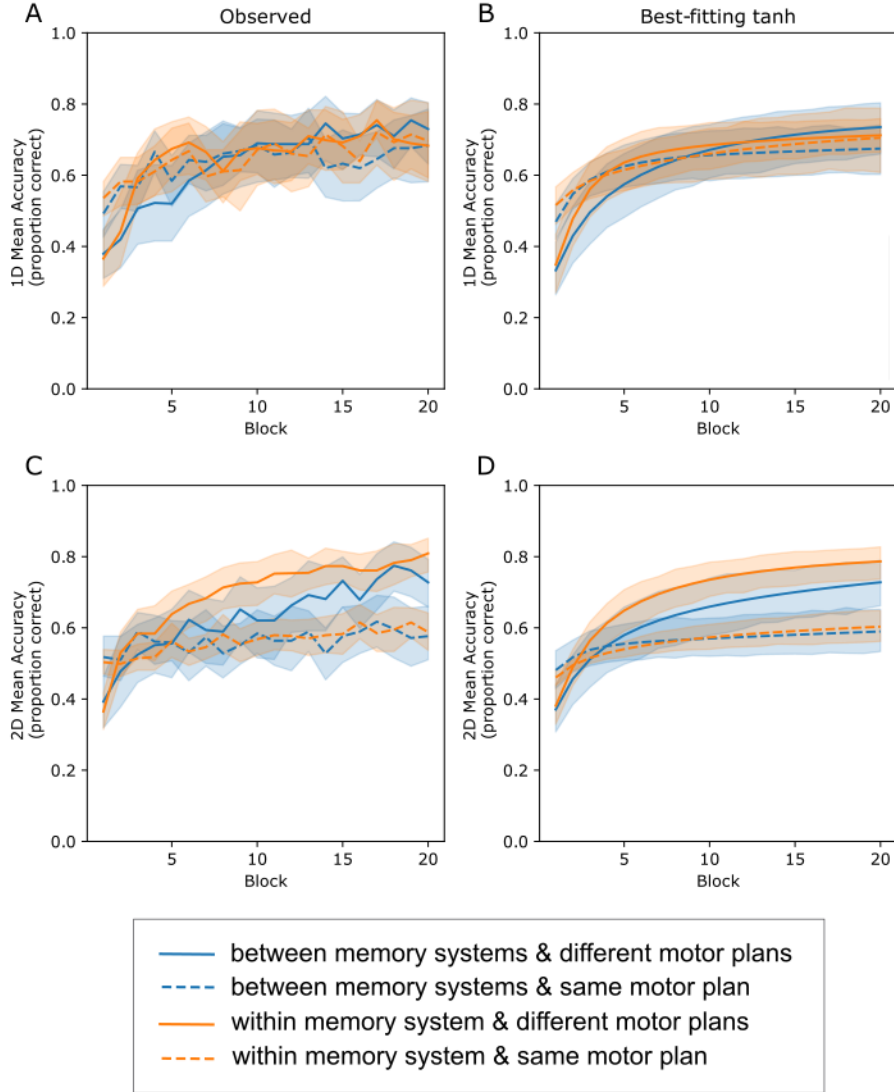 A
Observed
B
Best-fitting tanh
1.0
0.8
0.6
0.4
0.2
0.0
1D Mean Accuracy
(proportion correct)
5
10
15
20
Block
1.0
0.8
0.6
0.4
0.2
0.0
1D Mean Accuracy
(proportion correct)
5
10
15
20
Block
C
D
1.0
0.8
0.6
0.4
0.2
0.0
2D Mean Accuracy
(proportion correct)
5
10
15
20
Block
1.0
0.8
0.6
0.4
0.2
0.0
2D Mean Accuracy
(proportion correct)
5
10
15
20
Block
between memory systems & different motor plans
between memory systems & same motor plan
within memory system & different motor plans
within memory system & same motor plan